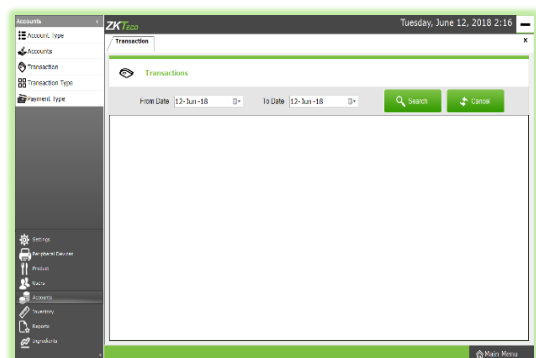 Accounts
Account Type
Accounts
Transaction
Transaction Type
Payment Type
Settings
Peripheral Devices
Product
Users
Accounts
Inventory
Reports
Ingredients
ZKTeco
Tuesday, June 12, 2018 2:16
Transaction
x
Transactions
From Date 12-Jun-18 To Date 12-Jun-18 Search Cancel
Main Menu